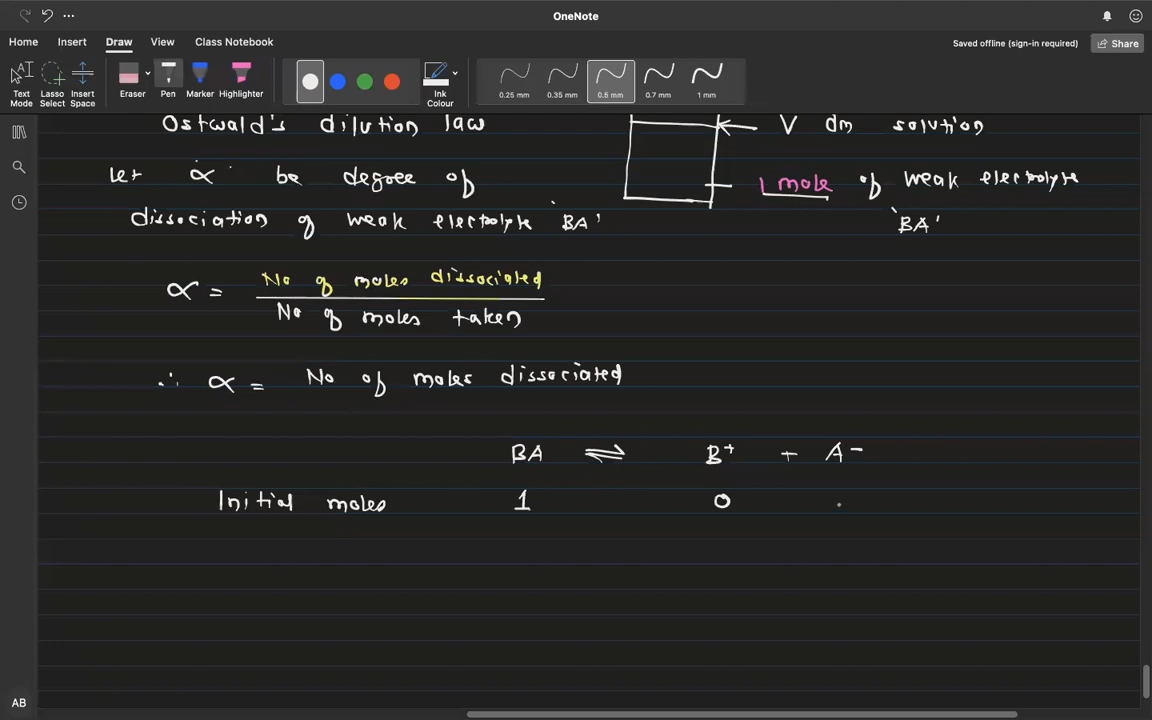 OneNote
Home Insert Draw View Class Notebook
Saved offline (sign-in required) Share
Text Mode Lasso Select Insert Space Eraser Pen Marker Highlighter Ink Colour 0.25 mm 0.35 mm 0.5 mm 0.7 mm 1 mm
Ostwald's dilution law
V dm solution
Let ∝ be degree of
1 mole of weak electrolyte
dissociation of weak electrolyte 'BA'
'BA'
∝ = No of moles dissociated
No of moles taken
∴ ∝ = No of moles dissociated
BA ⇌ B+ + A−
Initial moles 1 0
AB